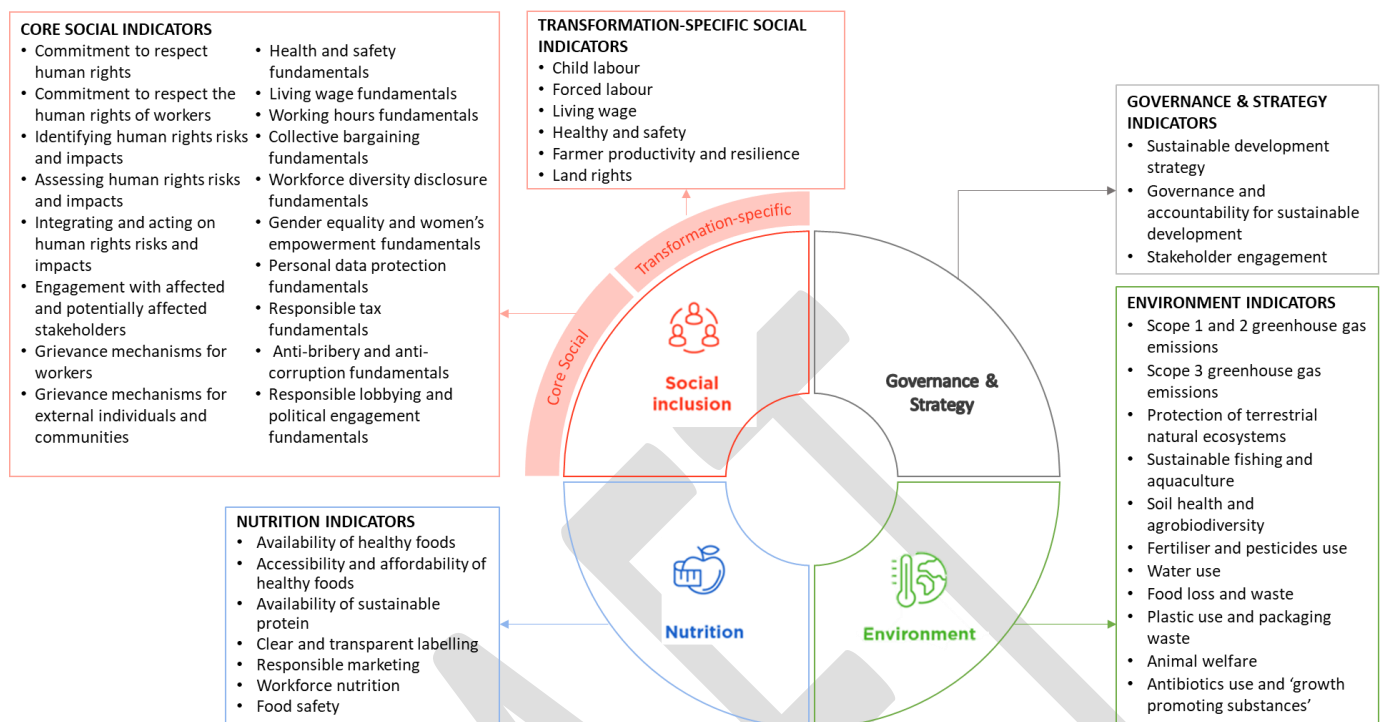 CORE SOCIAL INDICATORS
• Commitment to respect
human rights
• Commitment to respect the
human rights of workers
• Identifying human rights risks
and impacts
• Assessing human rights risks
and impacts
• Integrating and acting on
human rights risks and
impacts
• Engagement with affected
and potentially affected
stakeholders
• Grievance mechanisms for
workers
• Grievance mechanisms for
external individuals and
communities
• Health and safety
fundamentals
• Living wage fundamentals
• Working hours fundamentals
• Collective bargaining
fundamentals
• Workforce diversity disclosure
fundamentals
• Gender equality and women’s
empowerment fundamentals
• Personal data protection
fundamentals
• Responsible tax
fundamentals
• Anti-bribery and anti-
corruption fundamentals
• Responsible lobbying and
political engagement
fundamentals
TRANSFORMATION-SPECIFIC SOCIAL
INDICATORS
• Child labour
• Forced labour
• Living wage
• Healthy and safety
• Farmer productivity and resilience
• Land rights
GOVERNANCE & STRATEGY
INDICATORS
• Sustainable development
strategy
• Governance and
accountability for sustainable
development
• Stakeholder engagement
Transformation-specific
Core Social
Social
inclusion
Governance &
Strategy
Nutrition
Environment
NUTRITION INDICATORS
• Availability of healthy foods
• Accessibility and affordability of
healthy foods
• Availability of sustainable
protein
• Clear and transparent labelling
• Responsible marketing
• Workforce nutrition
• Food safety
ENVIRONMENT INDICATORS
• Scope 1 and 2 greenhouse gas
emissions
• Scope 3 greenhouse gas
emissions
• Protection of terrestrial
natural ecosystems
• Sustainable fishing and
aquaculture
• Soil health and
agrobiodiversity
• Fertiliser and pesticides use
• Water use
• Food loss and waste
• Plastic use and packaging
waste
• Animal welfare
• Antibiotics use and ‘growth
promoting substances’